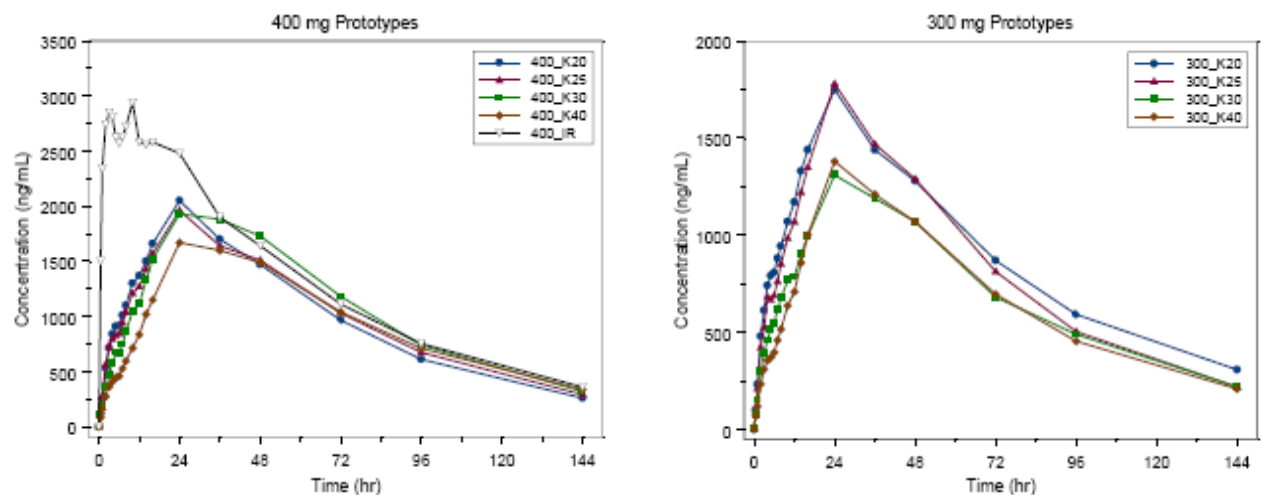 400 mg Prototypes
3500
3000
2500
2000
1500
1000
500
0
Concentration (ng/mL)
400_K20
400_K25
400_K30
400_K40
400_IR
0 24 48 72 96 120 144
Time (hr)
300 mg Prototypes
2000
1500
1000
500
0
Concentration (ng/mL)
300_K20
300_K25
300_K30
300_K40
0 24 48 72 96 120 144
Time (hr)